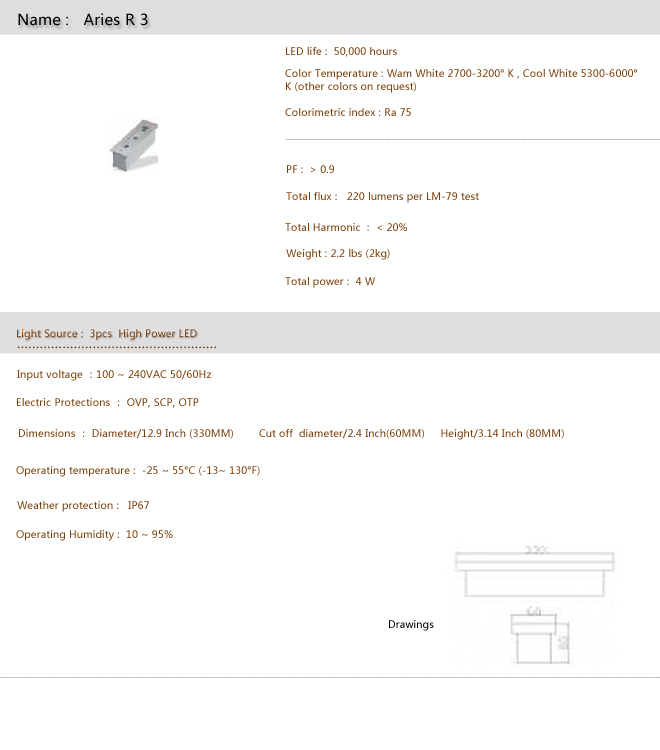 Name : Aries R 3
LED life : 50,000 hours
Color Temperature : Wam White 2700-3200° K , Cool White 5300-6000°
K (other colors on request)
Colorimetric index : Ra 75
PF : > 0.9
Total flux : 220 lumens per LM-79 test
Total Harmonic : < 20%
Weight : 2.2 lbs (2kg)
Total power : 4 W
Light Source : 3pcs High Power LED
Input voltage : 100 ~ 240VAC 50/60Hz
Electric Protections : OVP, SCP, OTP
Dimensions : Diameter/12.9 Inch (330MM) Cut off diameter/2.4 Inch(60MM) Height/3.14 Inch (80MM)
Operating temperature : -25 ~ 55°C (-13~ 130°F)
Weather protection : IP67
Operating Humidity : 10 ~ 95%
60
80
Drawings